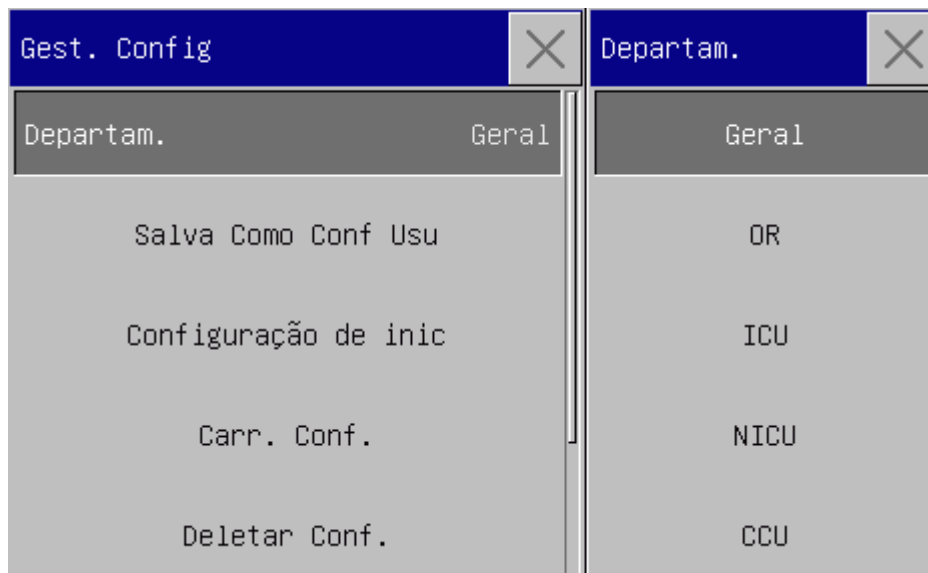 Gest. Config
Departam. Geral
Salva Como Conf Usu
Configuração de inic
Carr. Conf.
Deletar Conf.
Departam.
Geral
OR
ICU
NICU
CCU